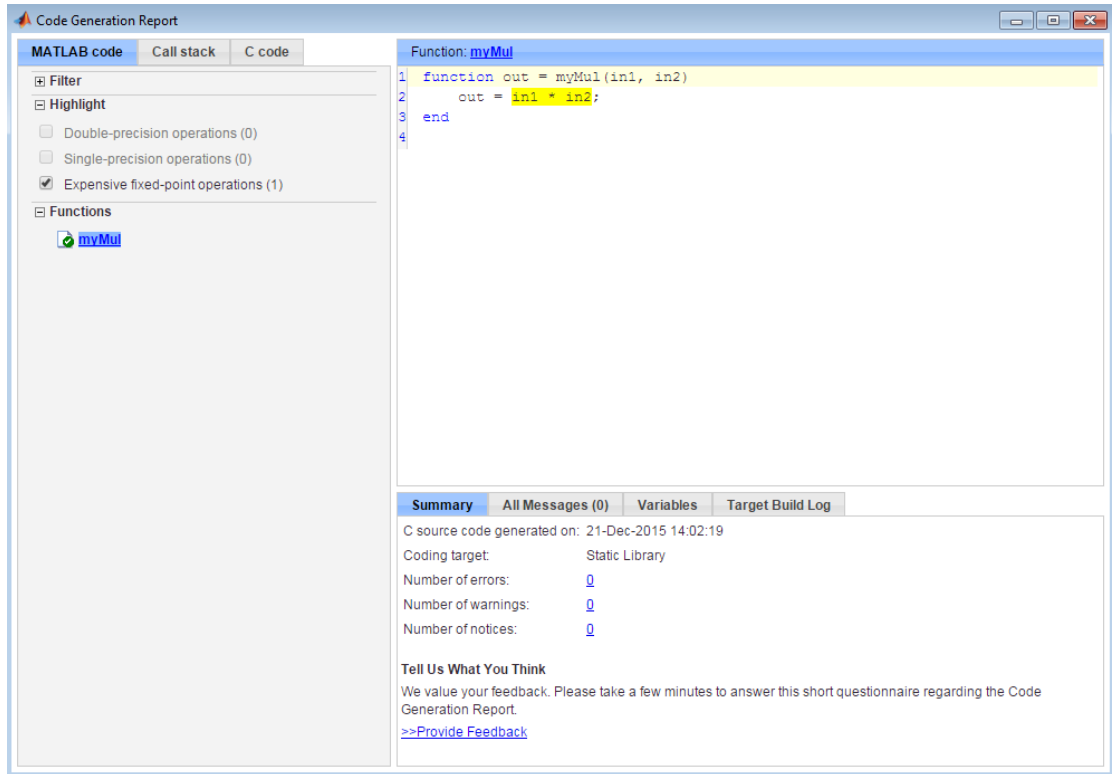 Code Generation Report
MATLAB code Call stack C code
Filter
Highlight
Double-precision operations (0)
Single-precision operations (0)
Expensive fixed-point operations (1)
Functions
myMul
Function: myMul
1 function out = myMul(in1, in2)
2 out = in1 * in2;
3 end
4
Summary All Messages (0) Variables Target Build Log
C source code generated on: 21-Dec-2015 14:02:19
Coding target: Static Library
Number of errors: 0
Number of warnings: 0
Number of notices: 0
Tell Us What You Think
We value your feedback. Please take a few minutes to answer this short questionnaire regarding the Code
Generation Report.
>>Provide Feedback